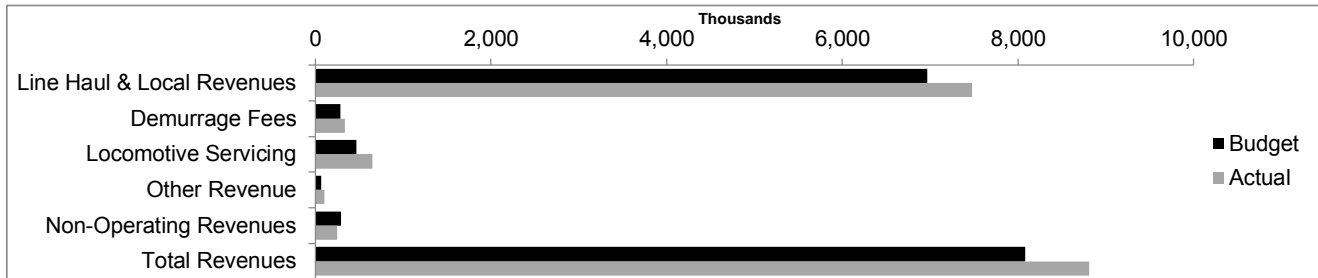 Thousands
0 2,000 4,000 6,000 8,000 10,000
Line Haul & Local Revenues
Demurrage Fees
Locomotive Servicing
Other Revenue
Non-Operating Revenues
Total Revenues
Budget
Actual